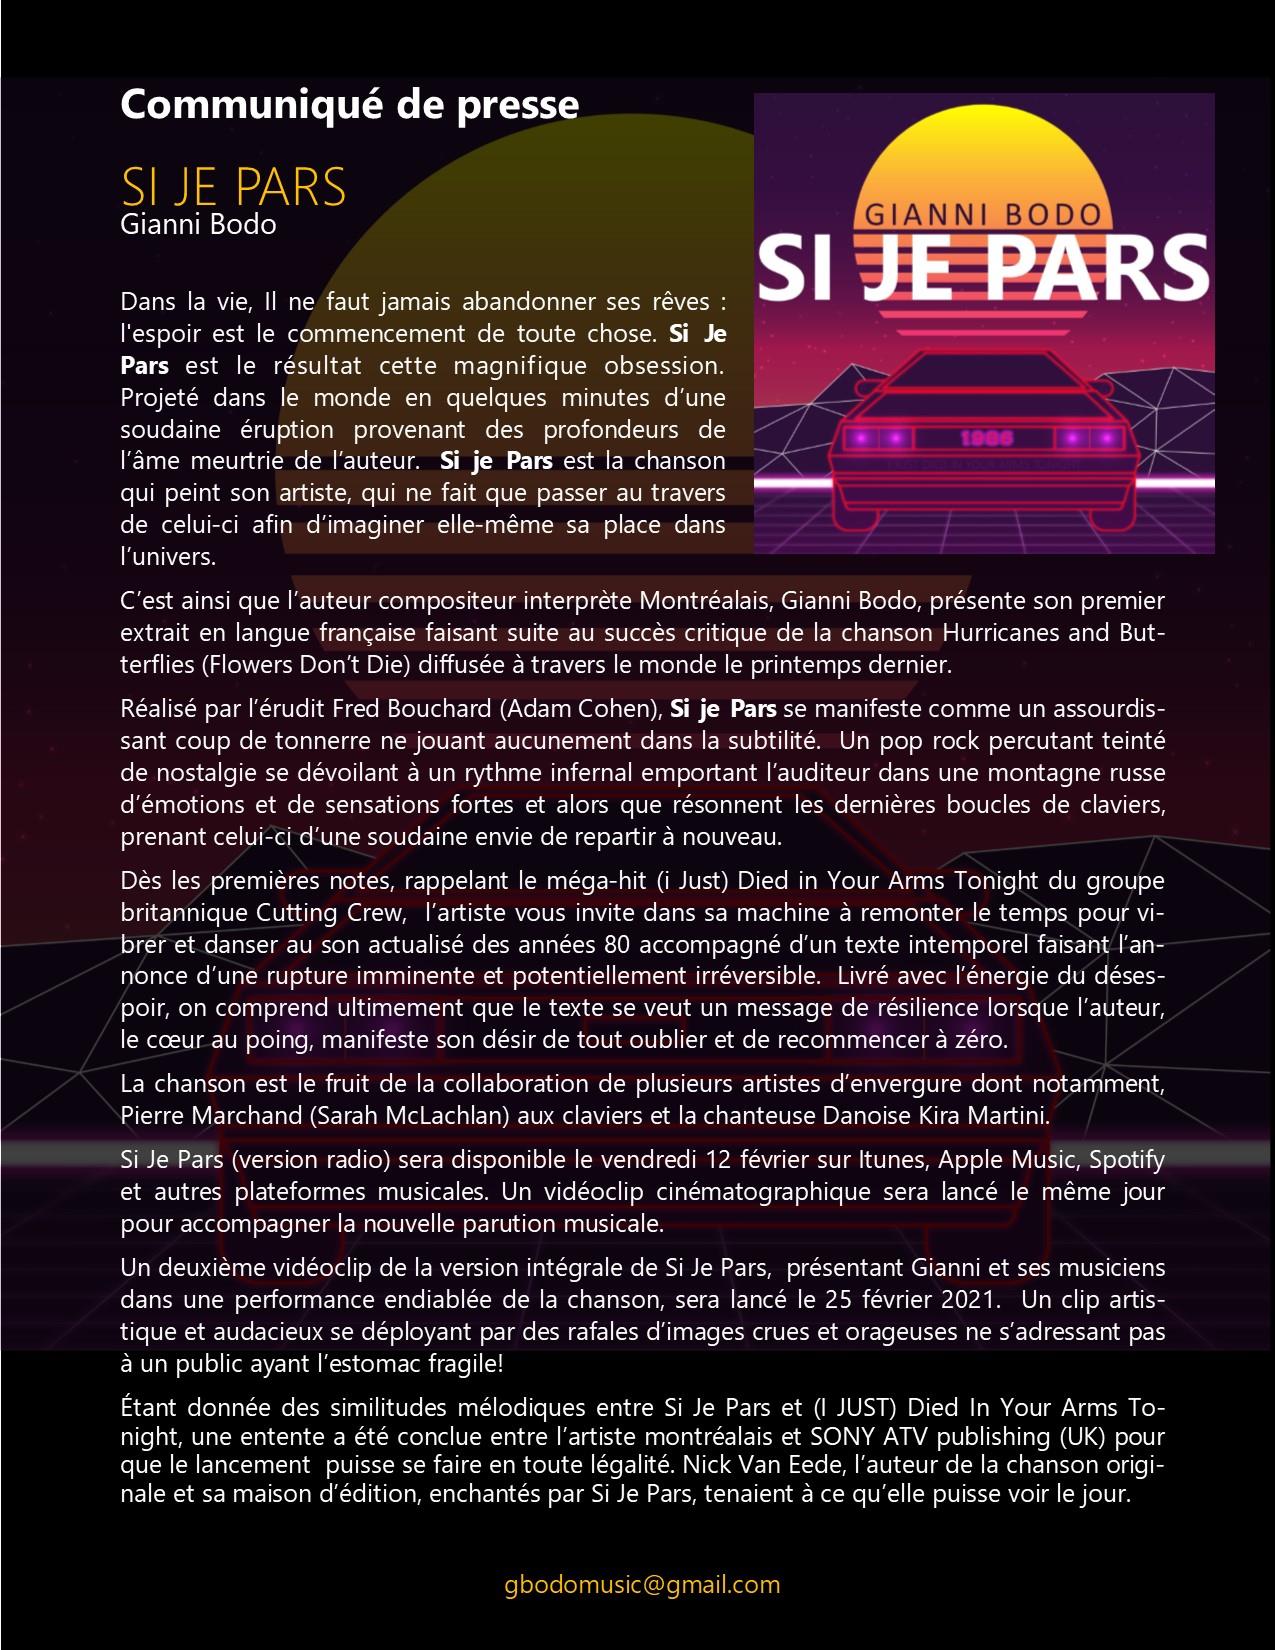 Communiqué de presse
SI JE PARS
Gianni Bodo
GIANNI BODO
SI JE PARS
1986
Dans la vie, Il ne faut jamais abandonner ses rêves :
l'espoir est le commencement de toute chose. Si Je
Pars est le résultat cette magnifique obsession.
Projeté dans le monde en quelques minutes d’une
soudaine éruption provenant des profondeurs de
l’âme meurtrie de l‘auteur. Si je Pars est la chanson
qui peint son artiste, qui ne fait que passer au travers
de celui-ci afin d’imaginer elle-même sa place dans
l’univers.
C’est ainsi que l’auteur compositeur interprète Montréalais, Gianni Bodo, présente son premier
extrait en langue française faisant suite au succès critique de la chanson Hurricanes and But-
terflies (Flowers Don’t Die) diffusée à travers le monde le printemps dernier.
Réalisé par l’érudit Fred Bouchard (Adam Cohen), Si je Pars se manifeste comme un assourdis-
sant coup de tonnerre ne jouant aucunement dans la subtilité. Un pop rock percutant teinté
de nostalgie se dévoilant à un rythme infernal emportant l’auditeur dans une montagne russe
d’émotions et de sensations fortes et alors que résonnent les dernières boucles de claviers,
prenant celui-ci d’une soudaine envie de repartir à nouveau.
Dès les premières notes, rappelant le méga-hit (i Just) Died in Your Arms Tonight du groupe
britannique Cutting Crew, l’artiste vous invite dans sa machine à remonter le temps pour vi-
brer et danser au son actualisé des années 80 accompagné d’un texte intemporel faisant l’an-
nonce d’une rupture imminente et potentiellement irréversible. Livré avec l’énergie du déses-
poir, on comprend ultimement que le texte se veut un message de résilience lorsque l’auteur,
le cœur au poing, manifeste son désir de tout oublier et de recommencer à zéro.
La chanson est le fruit de la collaboration de plusieurs artistes d’envergure dont notamment,
Pierre Marchand (Sarah McLachlan) aux claviers et la chanteuse Danoise Kira Martini.
Si Je Pars (version radio) sera disponible le vendredi 12 février sur Itunes, Apple Music, Spotify
et autres plateformes musicales. Un vidéoclip cinématographique sera lancé le même jour
pour accompagner la nouvelle parution musicale.
Un deuxième vidéoclip de la version intégrale de Si Je Pars, présentant Gianni et ses musiciens
dans une performance endiablée de la chanson, sera lancé le 25 février 2021. Un clip artis-
tique et audacieux se déployant par des rafales d’images crues et orageuses ne s’adressant pas
à un public ayant l’estomac fragile!
Étant donnée des similitudes mélodiques entre Si Je Pars et (I JUST) Died In Your Arms To-
night, une entente a été conclue entre l’artiste montréalais et SONY ATV publishing (UK) pour
que le lancement puisse se faire en toute légalité. Nick Van Eede, l’auteur de la chanson origi-
nale et sa maison d’édition, enchantés par Si Je Pars, tenaient à ce qu’elle puisse voir le jour.
gbodomusic@gmail.com